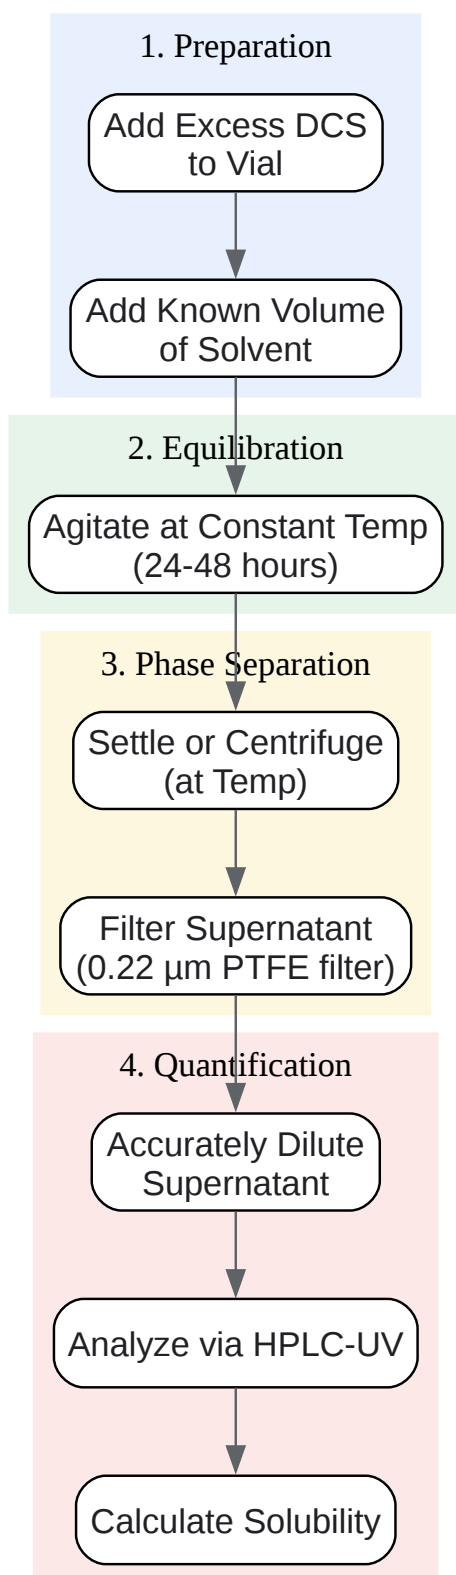 1. Preparation
Add Excess DCS
to Vial
Add Known Volume
of Solvent
2. Equilibration
Agitate at Constant Temp
(24-48 hours)
3. Phase Separation
Settle or Centrifuge
(at Temp)
Filter Supernatant
(0.22 µm PTFE filter)
4. Quantification
Accurately Dilute
Supernatant
Analyze via HPLC-UV
Calculate Solubility